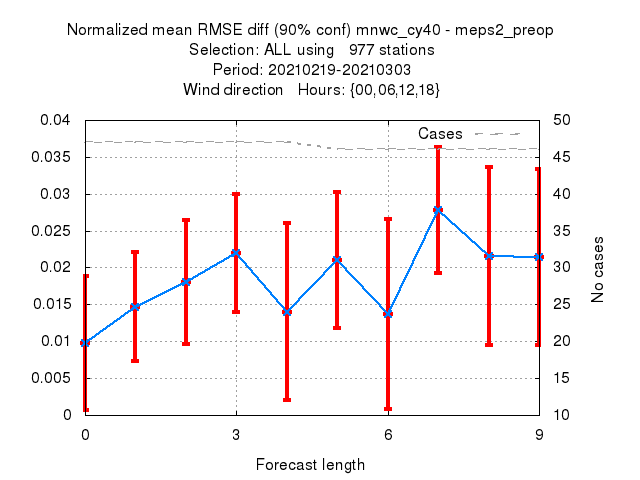 Normalized mean RMSE diff (90% conf) mnwc_cy40 - meps2_preop
Selection: ALL using   977 stations
Period: 20210219-20210303
Wind direction   Hours: {00,06,12,18}
Cases
0.04
0.035
0.03
0.025
0.02
0.015
0.01
0.005
0
50
45
40
35
30
25
20
15
10
No cases
0 3 6 9
Forecast length